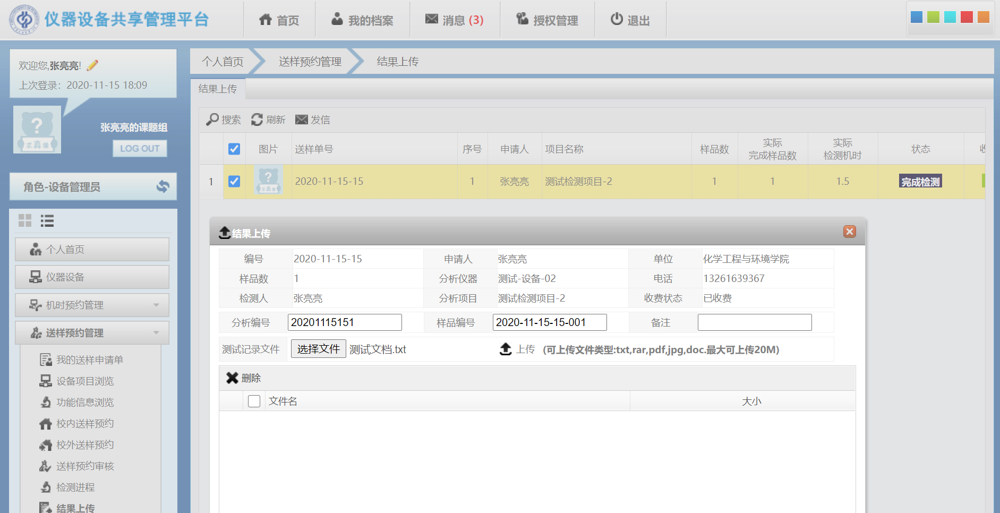 仪器设备共享管理平台
首页
我的档案
消息 (3)
授权管理
退出
欢迎您,张亮亮!
上次登录：2020-11-15 18:09
?
求真像
张亮亮的课题组
LOG OUT
角色-设备管理员
个人首页
仪器设备
机时预约管理
送样预约管理
我的送样申请单
设备项目浏览
功能信息浏览
校内送样预约
校外送样预约
送样预约审核
检测进程
结果上传
个人首页
送样预约管理
结果上传
结果上传
搜索
刷新
发信
图片
送样单号
序号
申请人
项目名称
样品数
实际
完成样品数
实际
检测机时
状态
1
?
求真像
2020-11-15-15
1
张亮亮
测试检测项目-2
1
1
1.5
完成检测
结果上传
编号
2020-11-15-15
申请人
张亮亮
单位
化学工程与环境学院
样品数
1
分析仪器
测试-设备-02
电话
13261639367
检测人
张亮亮
分析项目
测试检测项目-2
收费状态
已收费
分析编号
20201115151
样品编号
2020-11-15-15-001
备注
测试记录文件
选择文件
测试文档.txt
上传
(可上传文件类型:txt,rar,pdf,jpg,doc.最大可上传20M)
删除
文件名
大小